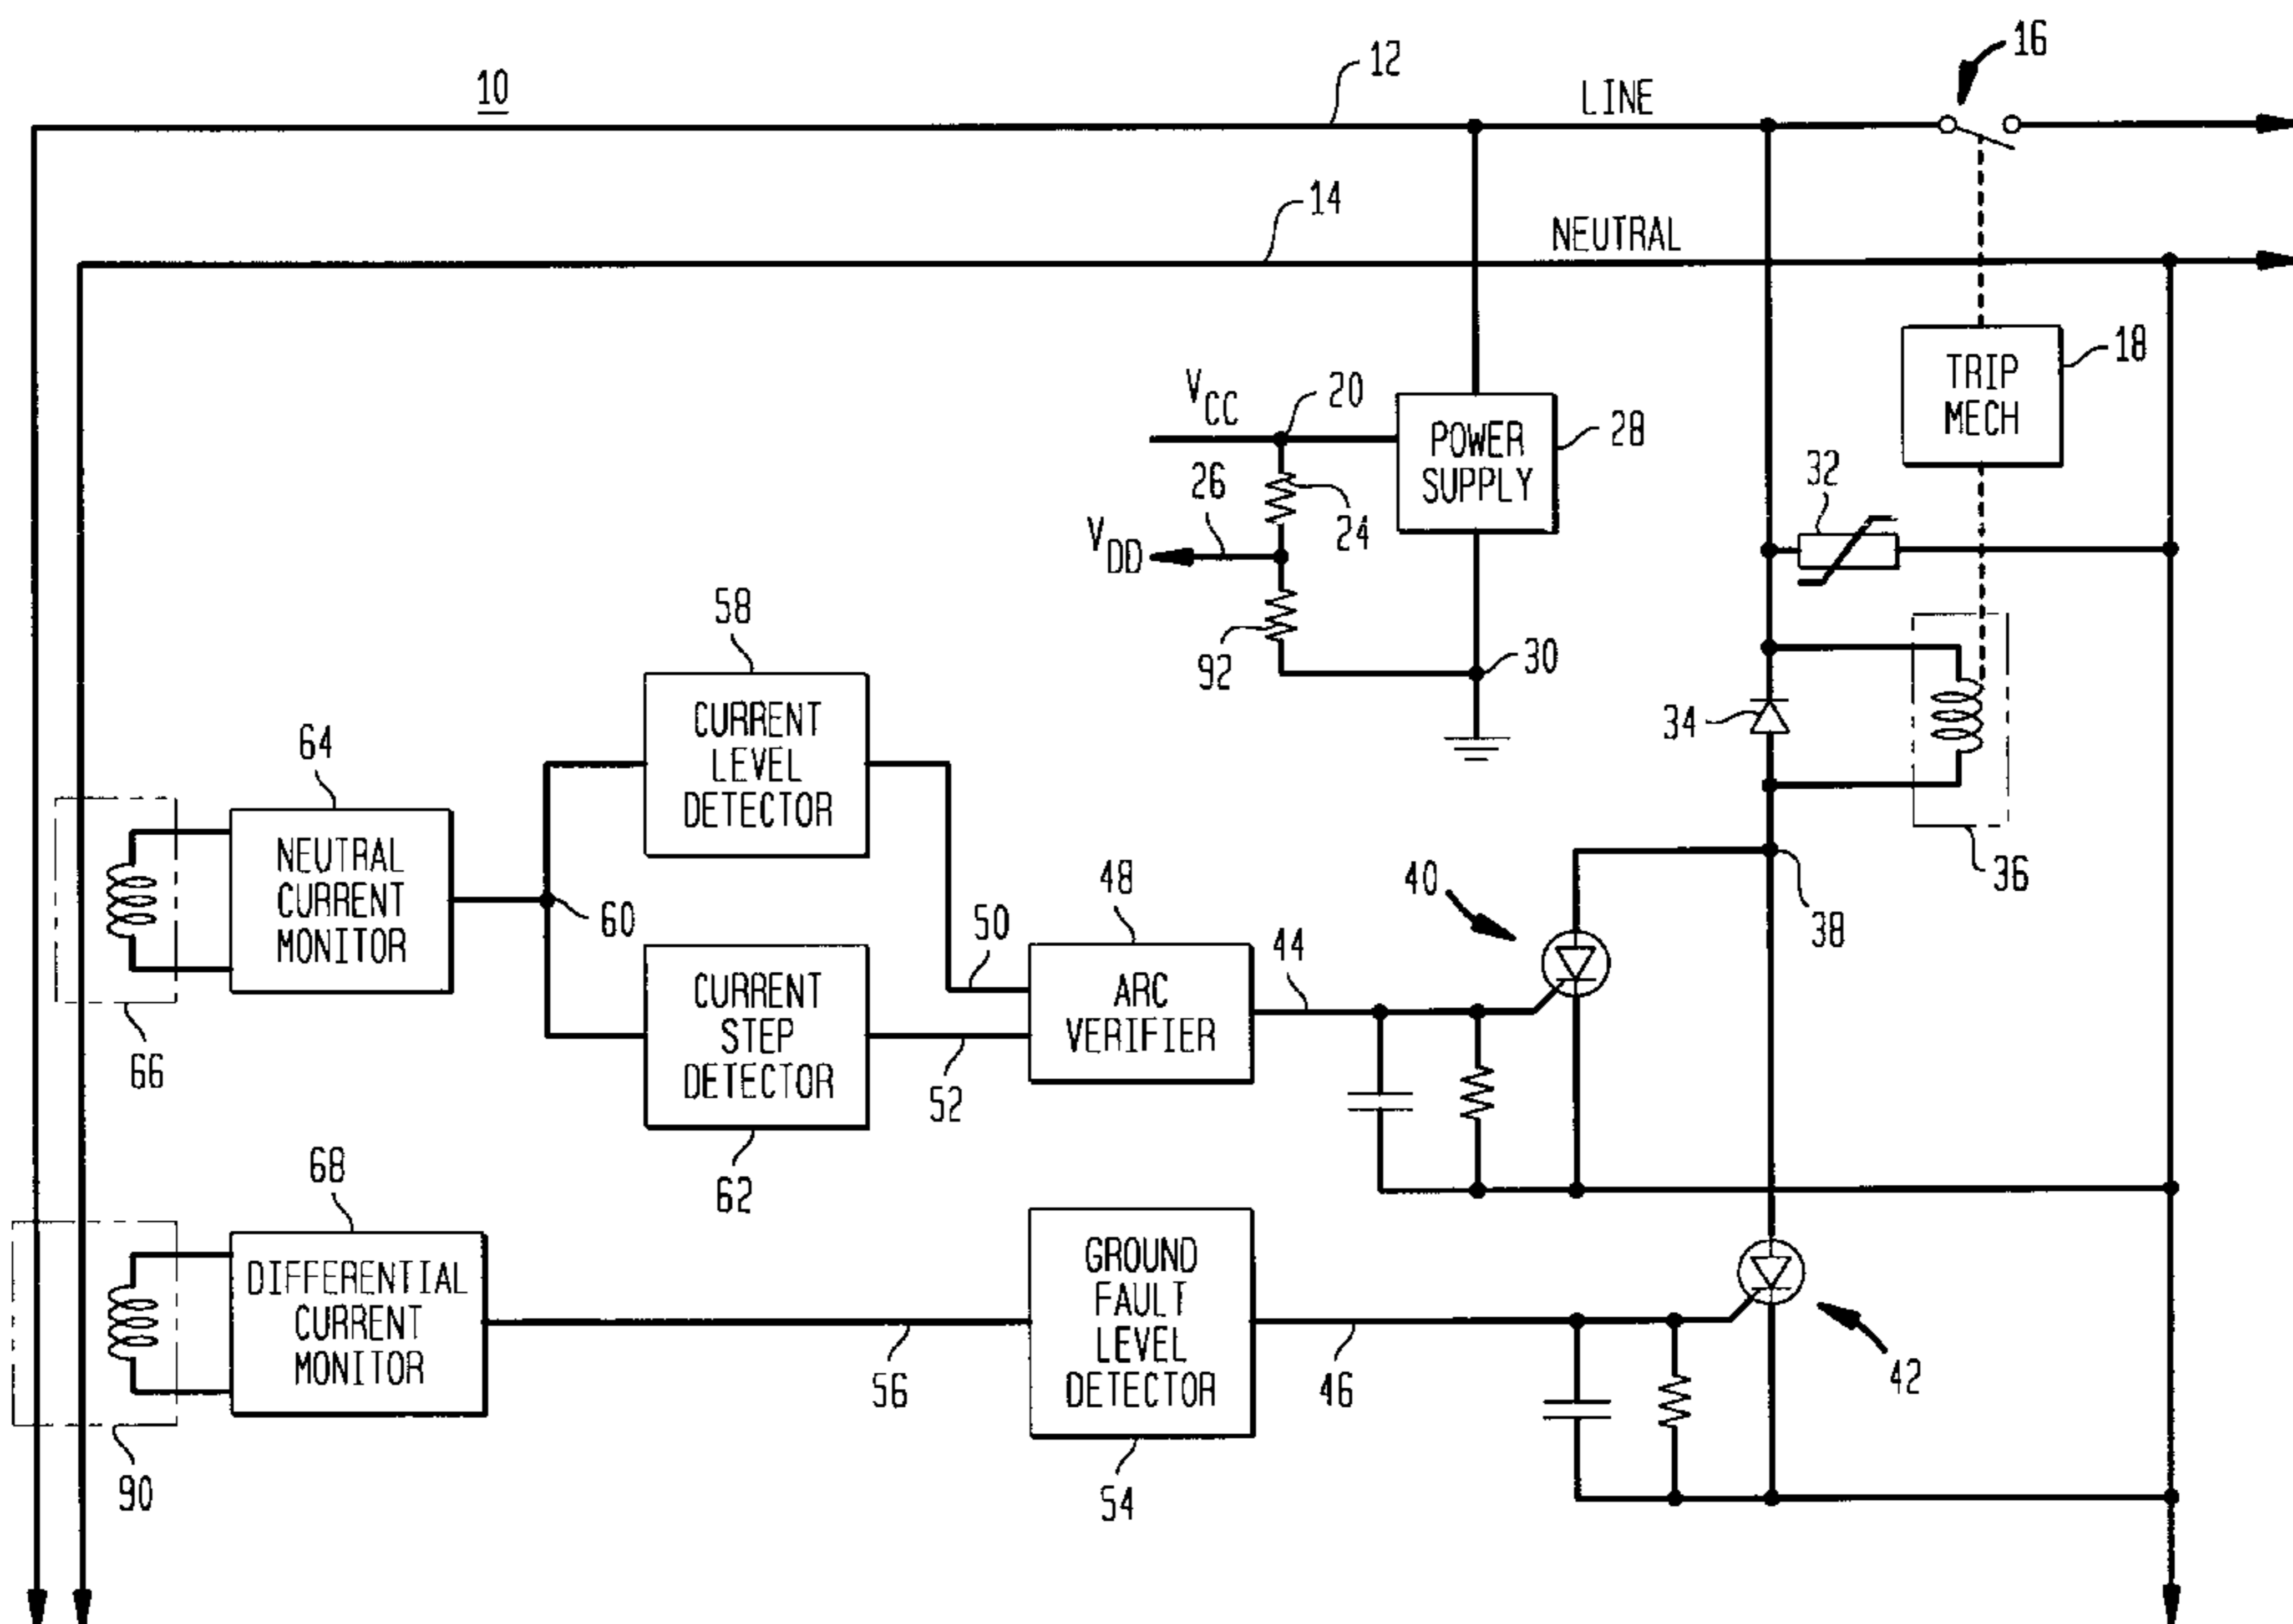 16
12
10
LINE
14
NEUTRAL
18
TRIP
MECH
VCC
20
POWER
SUPPLY
28
32
26
24
VDD
58
92
30
34
CURRENT
LEVEL
DETECTOR
64
NEUTRAL
CURRENT
MONITOR
36
48
40
60
50
44
38
CURRENT
STEP
DETECTOR
ARC
VERIFIER
66
52
68
62
DIFFERENTIAL
CURRENT
MONITOR
GROUND
FAULT
LEVEL
DETECTOR
56
46
42
90
54